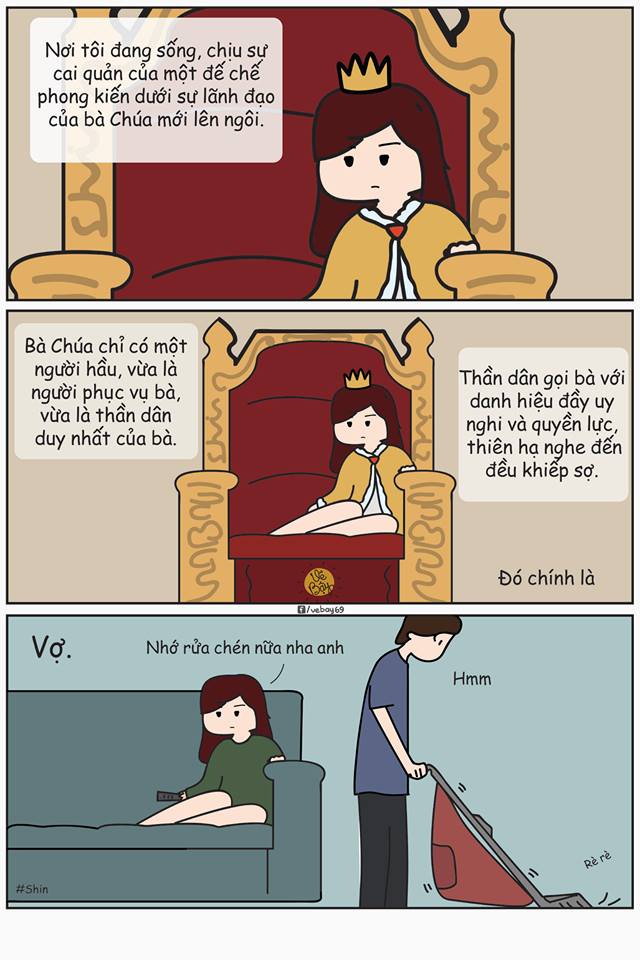 Nơi tôi đang sống, chịu sự
cai quản của một đế chế
phong kiến dưới sự lãnh đạo
của bà Chúa mới lên ngôi.
Bà Chúa chỉ có một
người hầu, vừa là
người phục vụ bà,
vừa là thần dân
duy nhất của bà.
Thần dân gọi bà với
danh hiệu đầy uy
nghi và quyền lực,
thiên hạ nghe đến
đều khiếp sợ.
Vẽ
Bậy
Đó chính là
f/vebay69
Vợ.
Nhớ rửa chén nữa nha anh
Hmm
Rè rè
#Shin